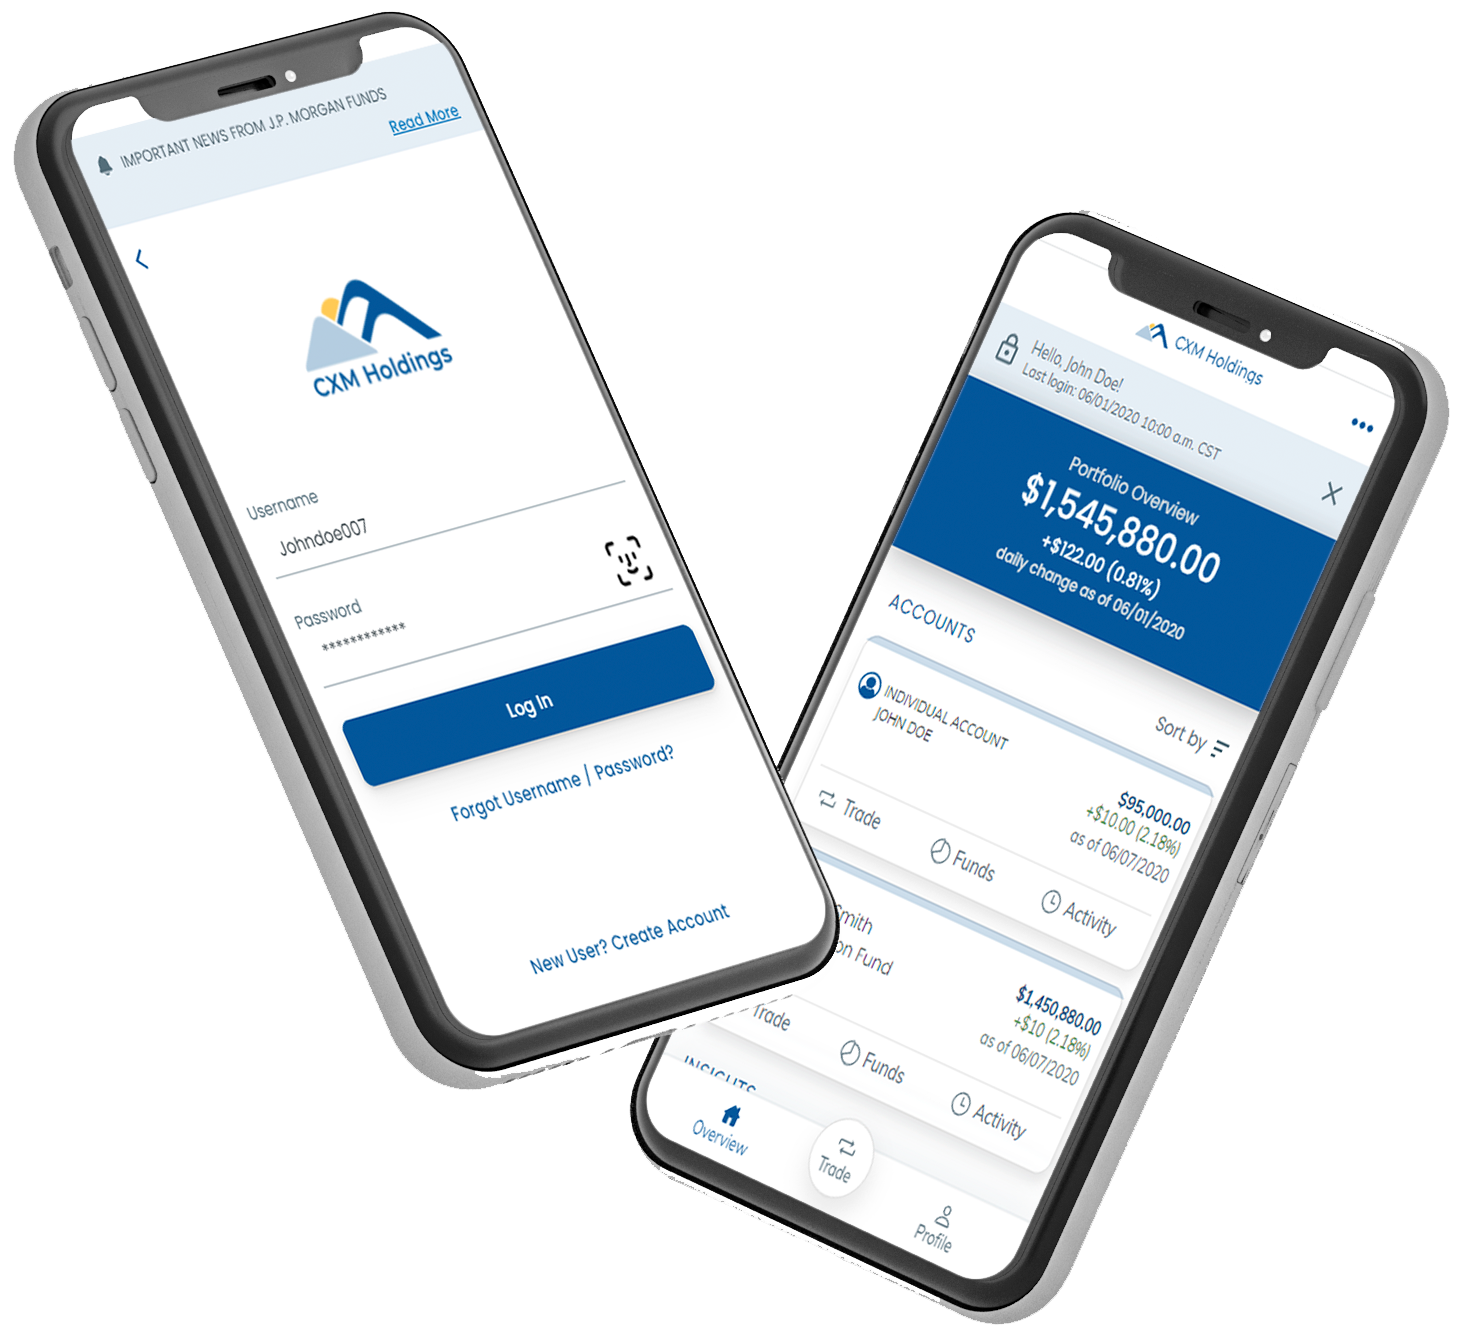 IMPORTANT NEWS FROM J.P. MORGAN FUNDS
Read More
CXM Holdings
Username
Johndoe007
Password
************
Log In
Forgot Username | Password?
New User? Create Account
CXM Holdings
Hello, John Doe!
Last login: 06/01/2020 10:00 a.m. CST
Portfolio Overview
$1,545,880.00
+$122.00 (0.81%)
daily change as of 06/01/2020
ACCOUNTS
Sort by
INDIVIDUAL ACCOUNT
JOHN DOE
$95,000.00
+$10.00 (2.18%)
as of 06/07/2020
Trade
Funds
Activity
mith
on Fund
$1,450,880.00
+$10 (2.18%)
as of 06/07/2020
Trade
Funds
Activity
INSIGHTS
Overview
Trade
Profile